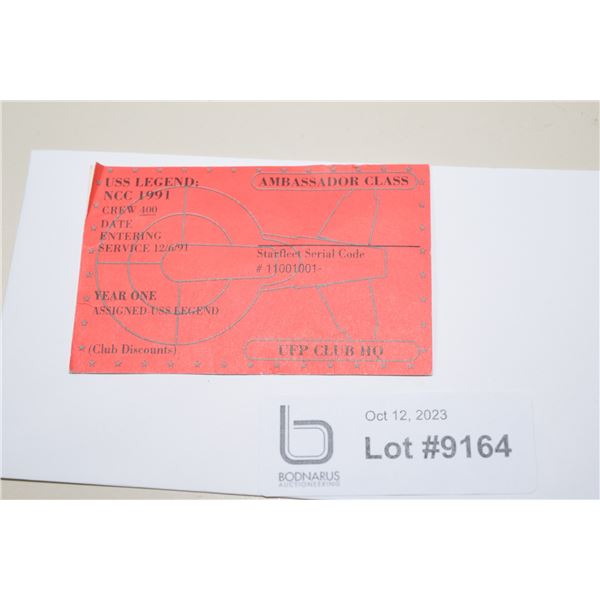 USS LEGEND:
NCC 1991
CREW 400
DATE
ENTERING
SERVICE 12/6/91
YEAR ONE
ASSIGNED USS LEGEND
(Club Discounts)
AMBASSADOR CLASS
Starfleet Serial Code
# 11001001-
UFP CLUB HQ
b
BODNARUS
AUCTIONEERING
Oct 12, 2023
Lot #9164